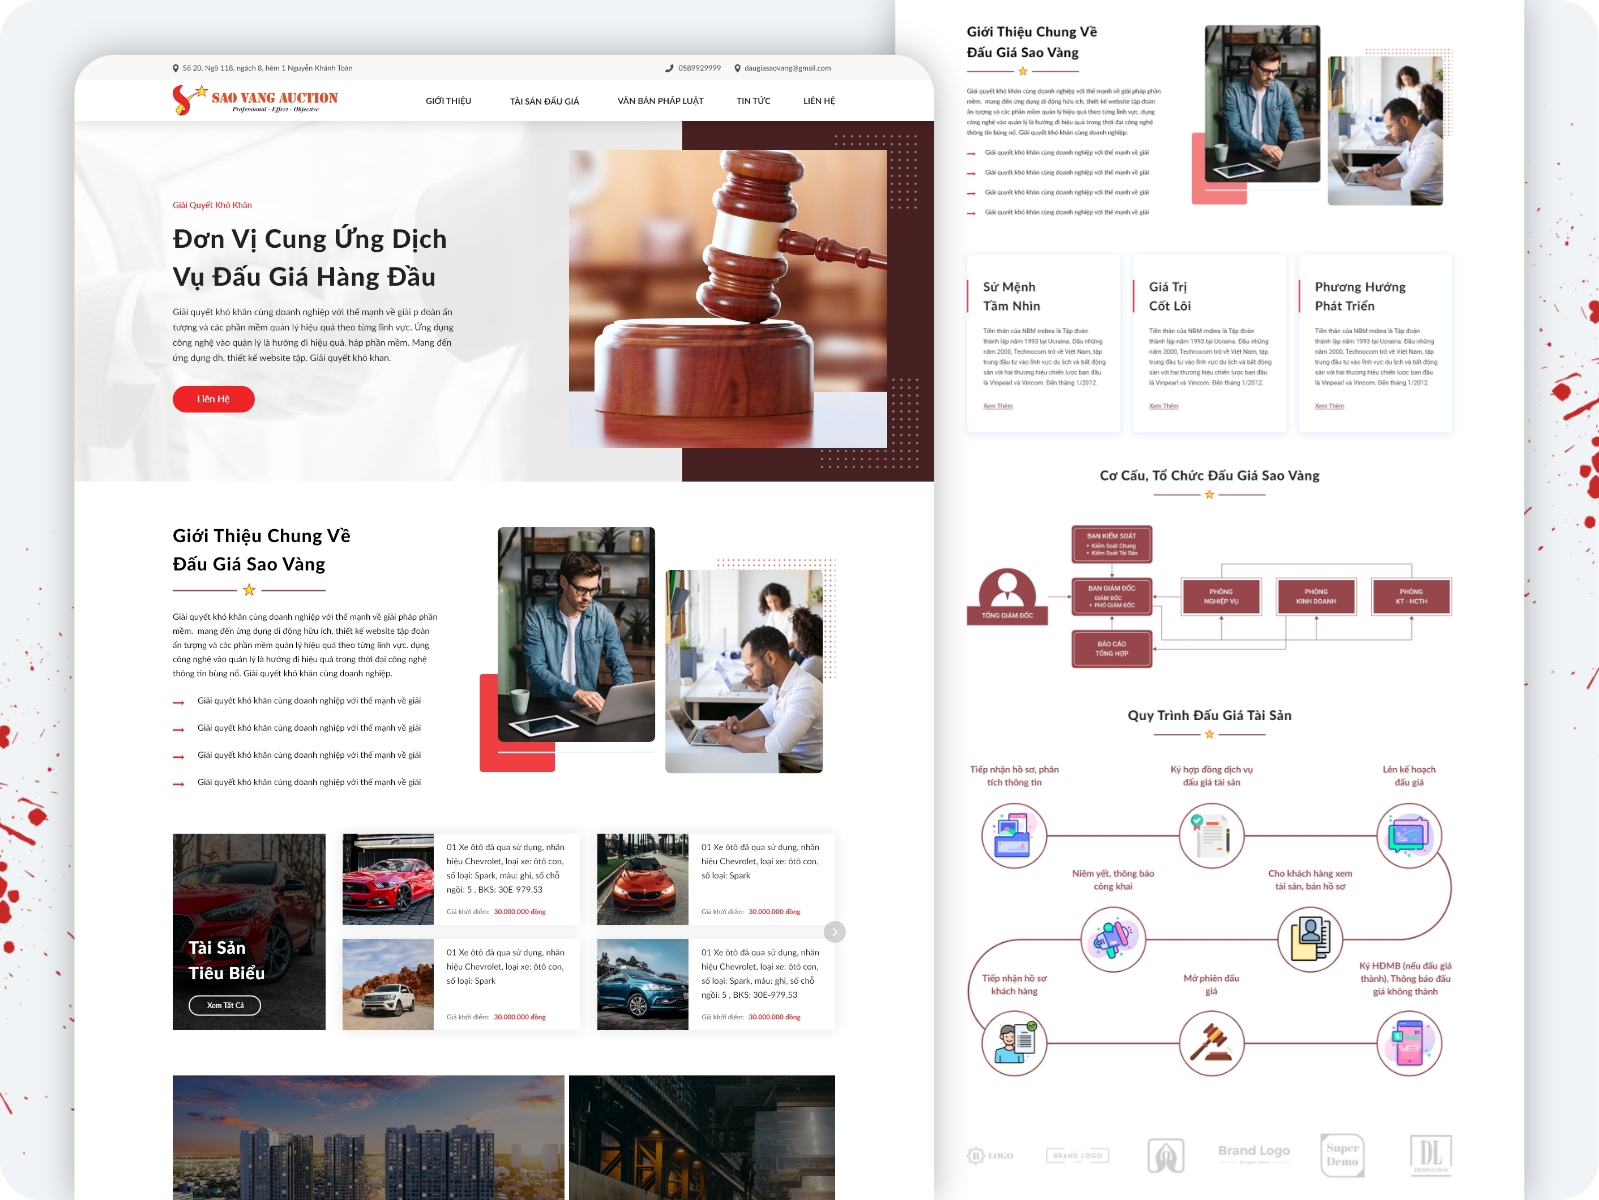 Số 20, Ngõ 118, ngách 8, hẻm 1 Nguyễn Khánh Toàn
0589929999
daugiasaovang@gmail.com
SAO VANG AUCTION
Professional - Effect - Objective
GIỚI THIỆU
TÀI SẢN ĐẤU GIÁ
VĂN BẢN PHÁP LUẬT
TIN TỨC
LIÊN HỆ
Giải Quyết Khó Khăn
Đơn Vị Cung Ứng Dịch
Vụ Đấu Giá Hàng Đầu
Giải quyết khó khăn cùng doanh nghiệp với thế mạnh về giải p đoàn ấn
tượng và các phần mềm quản lý hiệu quả theo từng lĩnh vực. Ứng dụng
công nghệ vào quản lý là hướng đi hiệu quả. háp phần mềm. Mang đến
ứng dụng dh, thiết kế website tập. Giải quyết khó khan.
Liên Hệ
Giới Thiệu Chung Về
Đấu Giá Sao Vàng
Giải quyết khó khăn cùng doanh nghiệp với thế mạnh về giải pháp phần
mềm. mang đến ứng dụng di động hữu ích, thiết kế website tập đoàn
ấn tượng và các phần mềm quản lý hiệu quả theo từng lĩnh vực. dụng
công nghệ vào quản lý là hướng đi hiệu quả trong thời đại công nghệ
thông tin bùng nổ. Giải quyết khó khăn cùng doanh nghiệp.
Giải quyết khó khăn cùng doanh nghiệp với thế mạnh về giải
Giải quyết khó khăn cùng doanh nghiệp với thế mạnh về giải
Giải quyết khó khăn cùng doanh nghiệp với thế mạnh về giải
Giải quyết khó khăn cùng doanh nghiệp với thế mạnh về giải
Tài Sản
Tiêu Biểu
Xem Tất Cả
01 Xe ôtô đã qua sử dụng, nhãn
hiệu Chevrolet, loại xe: ôtô con,
số loại: Spark, màu: ghi, số chỗ
ngồi: 5 , BKS: 30E-979.53
Giá khởi điểm: 30.000.000 đồng
01 Xe ôtô đã qua sử dụng, nhãn
hiệu Chevrolet, loại xe: ôtô con,
số loại: Spark
Giá khởi điểm: 30.000.000 đồng
01 Xe ôtô đã qua sử dụng, nhãn
hiệu Chevrolet, loại xe: ôtô con,
số loại: Spark
Giá khởi điểm: 30.000.000 đồng
01 Xe ôtô đã qua sử dụng, nhãn
hiệu Chevrolet, loại xe: ôtô con,
số loại: Spark, màu: ghi, số chỗ
ngồi: 5 , BKS: 30E-979.53
Giá khởi điểm: 30.000.000 đồng
Giới Thiệu Chung Về
Đấu Giá Sao Vàng
Giải quyết khó khăn cùng doanh nghiệp với thế mạnh về giải pháp phần
mềm. mang đến ứng dụng di động hữu ích, thiết kế website tập đoàn
ấn tượng và các phần mềm quản lý hiệu quả theo từng lĩnh vực. dụng
công nghệ vào quản lý là hướng đi hiệu quả trong thời đại công nghệ
thông tin bùng nổ. Giải quyết khó khăn cùng doanh nghiệp.
Giải quyết khó khăn cùng doanh nghiệp với thế mạnh về giải
Giải quyết khó khăn cùng doanh nghiệp với thế mạnh về giải
Giải quyết khó khăn cùng doanh nghiệp với thế mạnh về giải
Giải quyết khó khăn cùng doanh nghiệp với thế mạnh về giải
Sứ Mệnh
Tầm Nhìn
Tiền thân của NBM mdiea là Tập đoàn
thành lập năm 1993 tại Ucraina. Đầu những
năm 2000, Technocom trở về Việt Nam, tập
trung đầu tư vào lĩnh vực du lịch và bất động
sản với hai thương hiệu chiến lược ban đầu
là Vinpearl và Vincom. Đến tháng 1/2012.
Xem Thêm
Giá Trị
Cốt Lõi
Tiền thân của NBM mdiea là Tập đoàn
thành lập năm 1993 tại Ucraina. Đầu những
năm 2000, Technocom trở về Việt Nam, tập
trung đầu tư vào lĩnh vực du lịch và bất động
sản với hai thương hiệu chiến lược ban đầu
là Vinpearl và Vincom. Đến tháng 1/2012.
Xem Thêm
Phương Hướng
Phát Triển
Tiền thân của NBM mdiea là Tập đoàn
thành lập năm 1993 tại Ucraina. Đầu những
năm 2000, Technocom trở về Việt Nam, tập
trung đầu tư vào lĩnh vực du lịch và bất động
sản với hai thương hiệu chiến lược ban đầu
là Vinpearl và Vincom. Đến tháng 1/2012.
Xem Thêm
Cơ Cấu, Tổ Chức Đấu Giá Sao Vàng
BAN KIỂM SOÁT
• Kiểm Soát Chung
• Kiểm Soát Tài Sản
TỔNG GIÁM ĐỐC
BAN GIÁM ĐỐC
GIÁM ĐỐC
• PHÓ GIÁM ĐỐC
PHÒNG
NGHIỆP VỤ
PHÒNG
KINH DOANH
PHÒNG
KT - HCTH
BÁO CÁO
TỔNG HỢP
Quy Trình Đấu Giá Tài Sản
Tiếp nhận hồ sơ, phân
tích thông tin
Ký hợp đồng dịch vụ
đấu giá tài sản
Lên kế hoạch
đấu giá
Niêm yết, thông báo
công khai
Cho khách hàng xem
tài sản, bán hồ sơ
Tiếp nhận hồ sơ
khách hàng
Mở phiên đấu
giá
Ký HĐMB (nếu đấu giá
thành), Thông báo đấu
giá không thành
B LOGO
BRAND LOGO
Brand Logo
Super
Demo
DL
DEMO LOGO